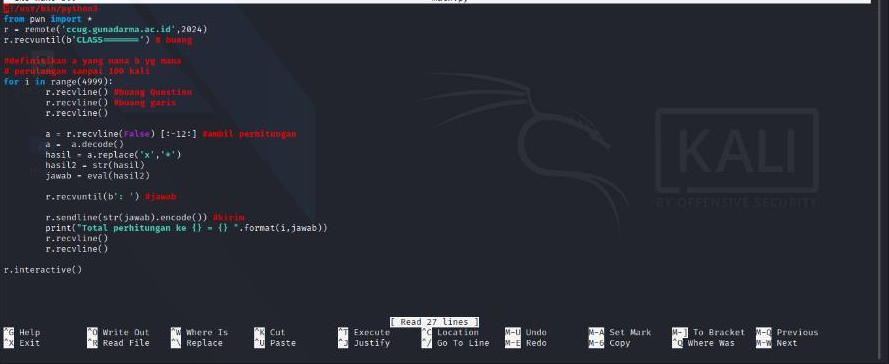 #!/usr/bin/python3
from pwn import *
r = remote('ccug.gunadarma.ac.id',2024)
r.recvuntil(b'CLASS=======') # buang
#definisikan a yang mana b yg mana
# perulangan sampai 100 kali
for i in range(4999):
r.recvline() #buang Question
r.recvline() #buang garis
r.recvline()
a = r.recvline(False) [:-12:] #ambil perhitungan
a = a.decode()
hasil = a.replace('x','*')
hasil2 = str(hasil)
jawab = eval(hasil2)
r.recvuntil(b': ') #jawab
r.sendline(str(jawab).encode()) #kirim
print("Total perhitungan ke {} = {} ".format(i,jawab))
r.recvline()
r.recvline()
r.interactive()
KALI
BY OFFENSIVE SECURITY
[ Read 27 lines ]
^G Help ^O Write Out ^W Where Is ^K Cut ^T Execute ^C Location M-U Undo M-A Set Mark M-] To Bracket M-Q Previous
^X Exit ^R Read File ^\ Replace ^U Paste ^J Justify ^/ Go To Line M-E Redo M-6 Copy ^Q Where Was M-W Next